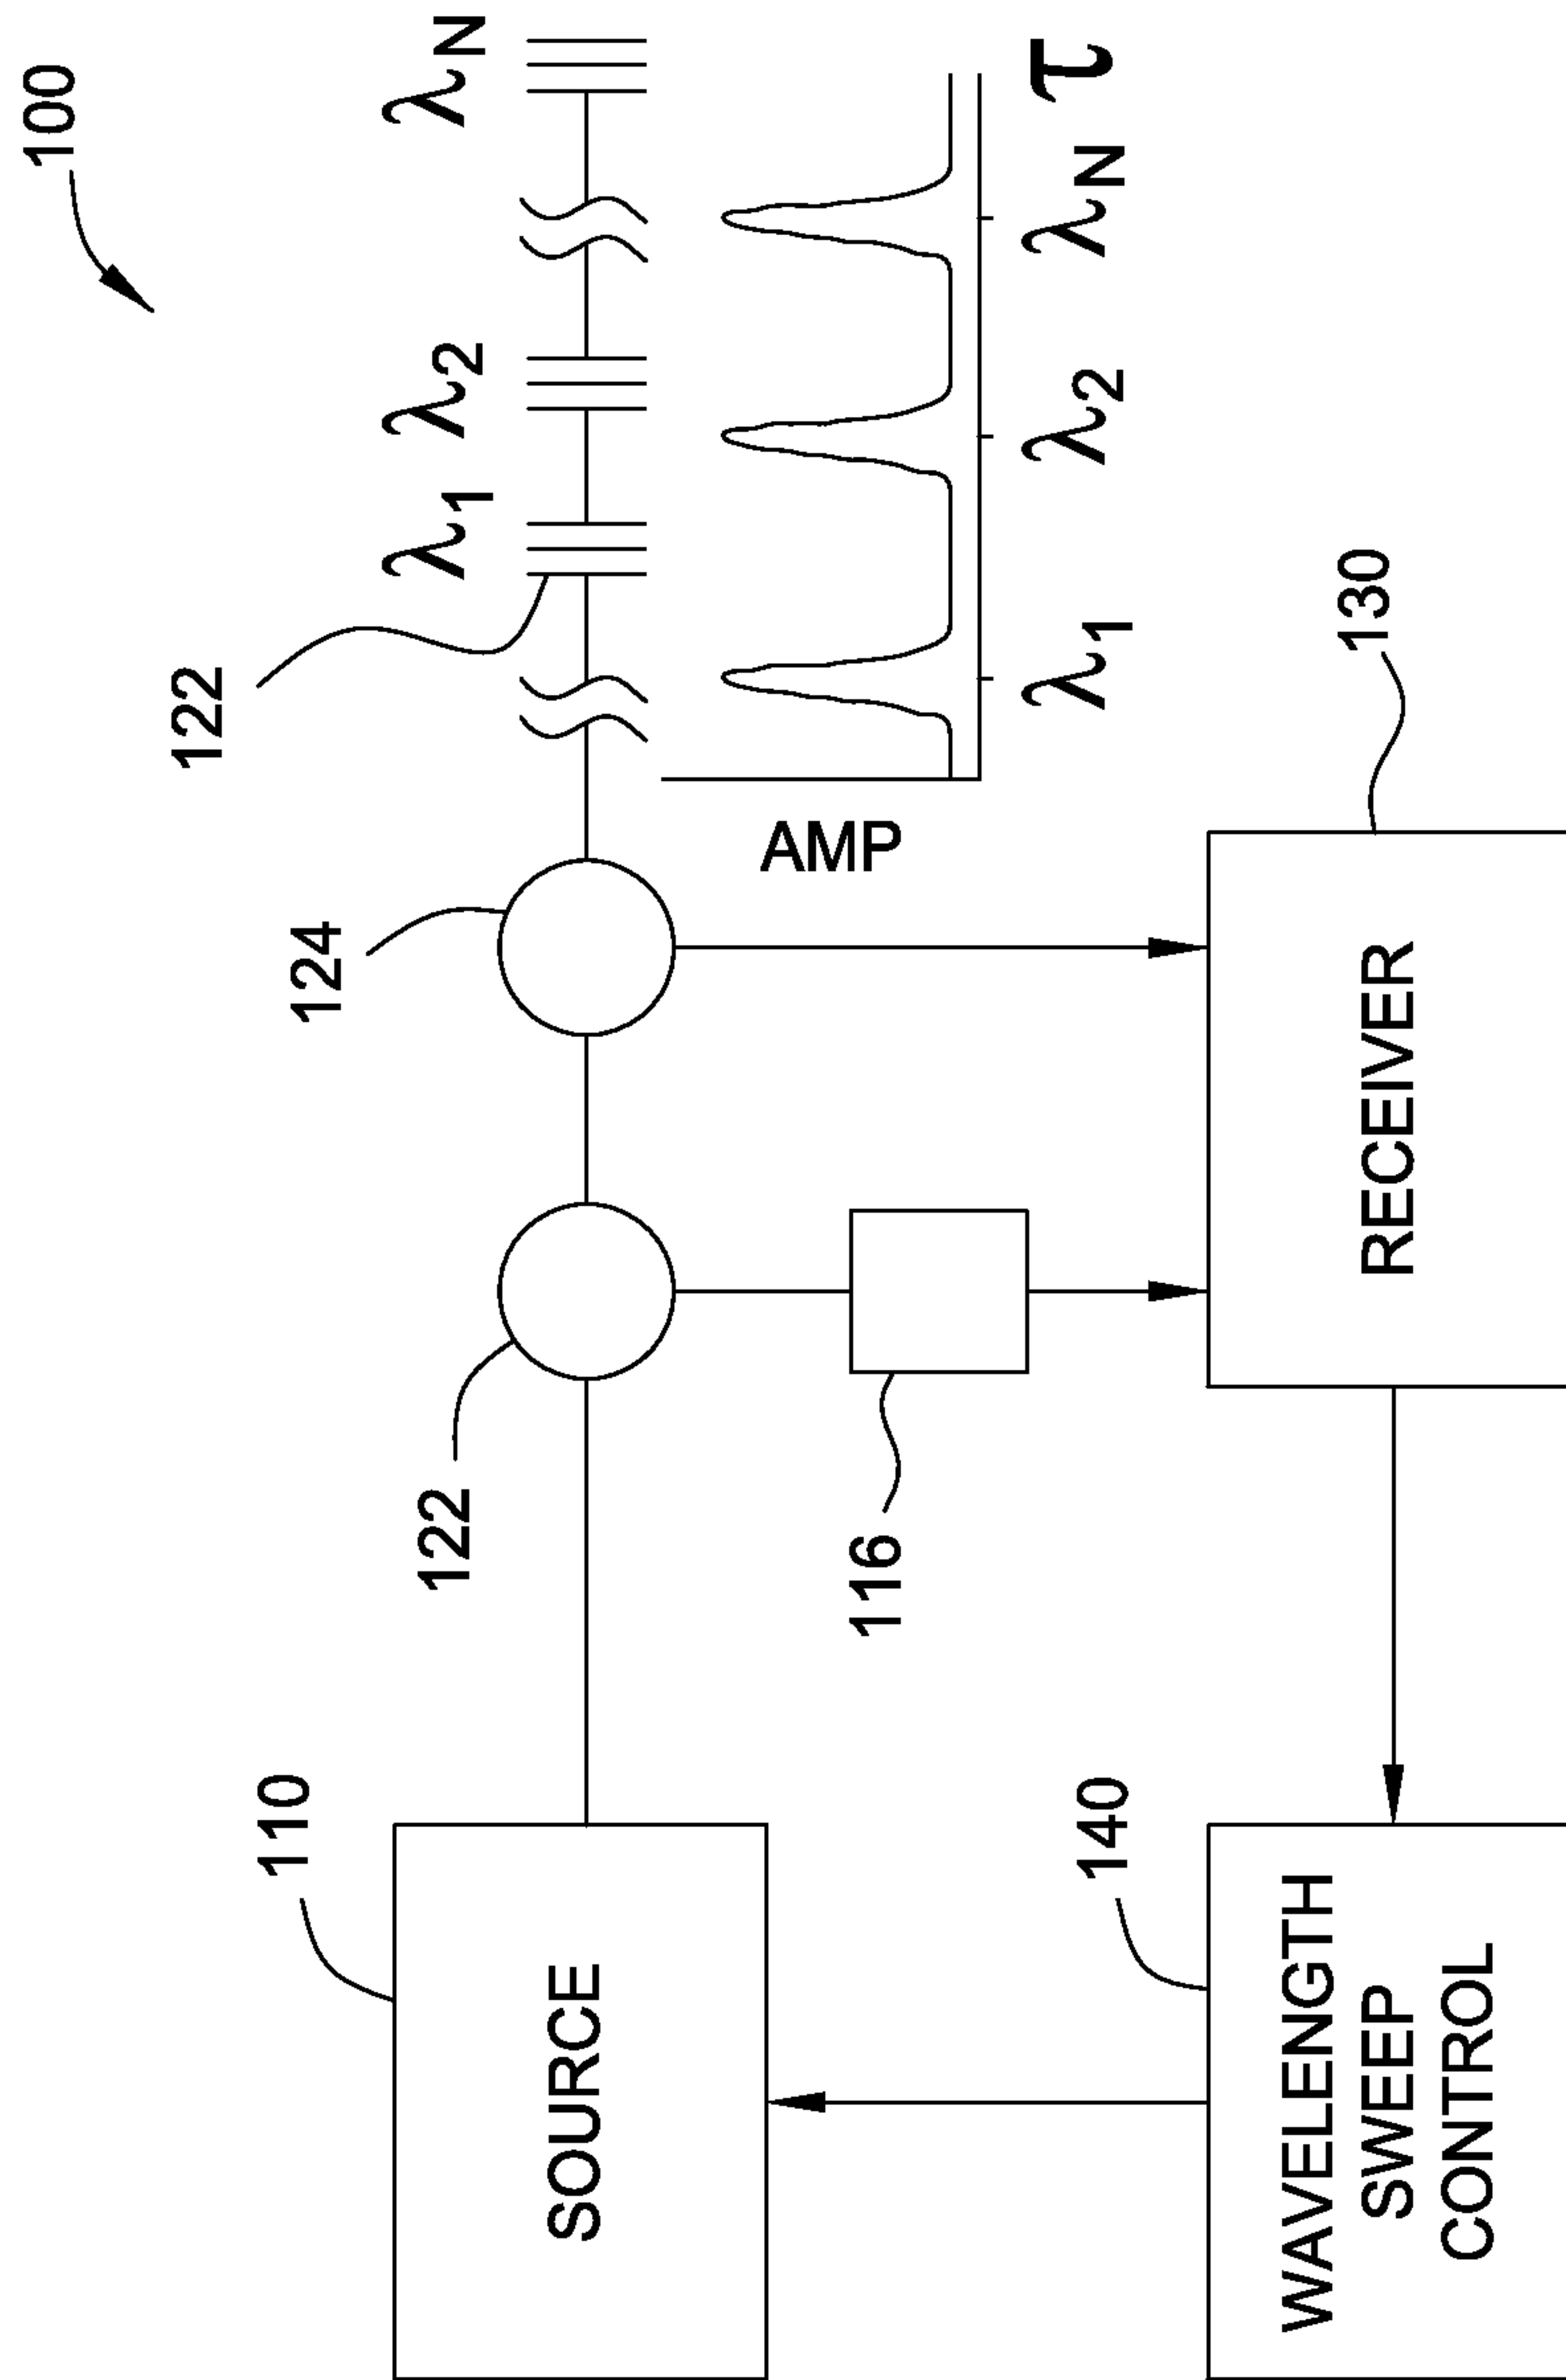 100
λ1 λ2 λN
122
124
122
110
SOURCE
AMP
λ1 λ2 λN τ
116
130
RECEIVER
140
WAVELENGTH
SWEEP
CONTROL